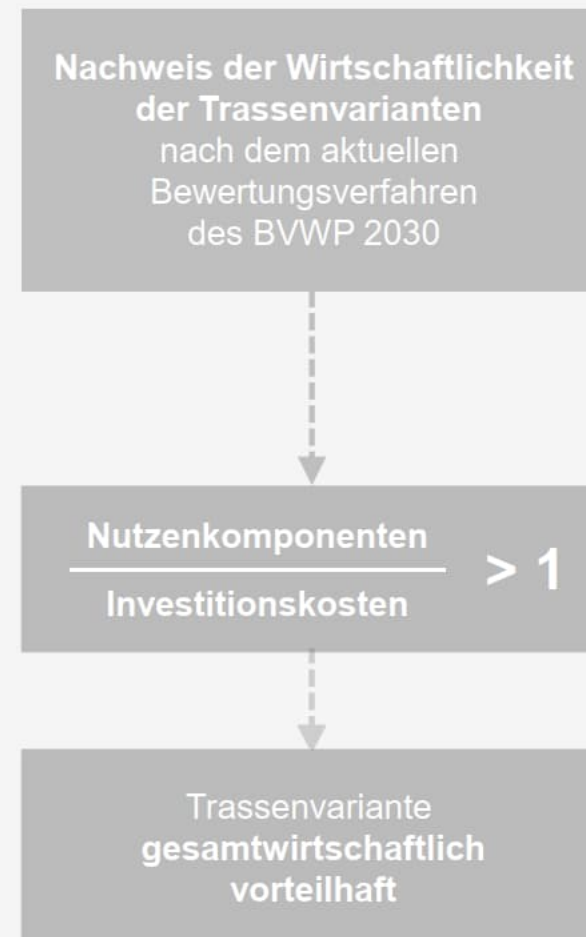 Nachweis der Wirtschaftlichkeit
der Trassenvarianten
nach dem aktuellen
Bewertungsverfahren
des BVWP 2030
Nutzenkomponenten
Investitionskosten
> 1
Trassenvariante
gesamtwirtschaftlich
vorteilhaft